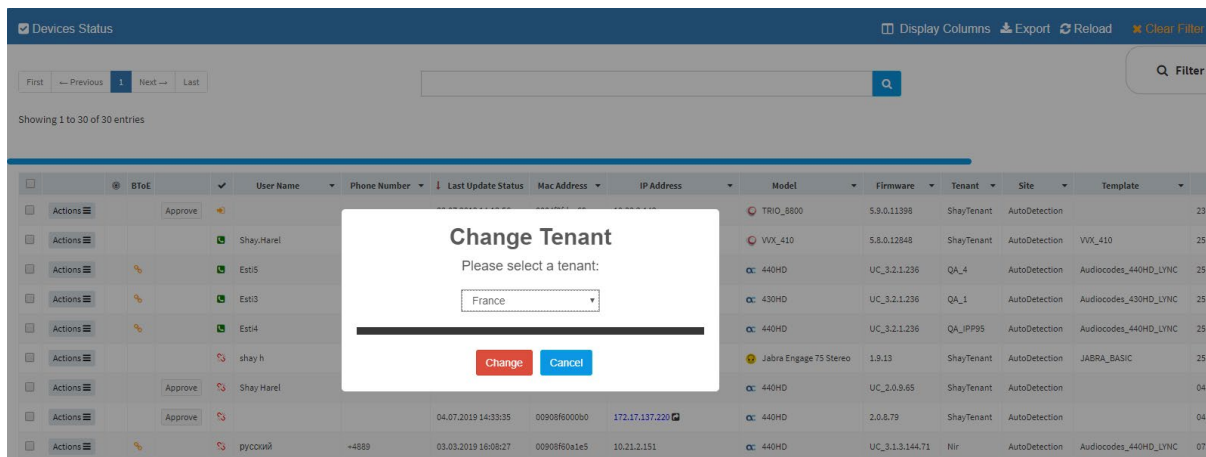 Devices Status
Display Columns Export Reload Clear Filter
First ← Previous 1 Next → Last
Filter
Showing 1 to 30 of 30 entries
BToE User Name Phone Number Last Update Status Mac Address IP Address Model Firmware Tenant Site Template
Actions Approve TRIO_8800 5.9.0.11398 ShayTenant AutoDetection 23
Change Tenant
Actions Shay.Harel VVX_410 5.8.0.12848 ShayTenant AutoDetection VVX_410 25
Please select a tenant:
Actions Esti5 440HD UC_3.2.1.236 QA_4 AutoDetection Audiocodes_440HD_LYNC 25
France
Actions Esti3 430HD UC_3.2.1.236 QA_1 AutoDetection Audiocodes_430HD_LYNC 25
Actions Esti4 440HD UC_3.2.1.236 QA_IPP95 AutoDetection Audiocodes_440HD_LYNC 25
Actions shay h Jabra Engage 75 Stereo 1.9.13 ShayTenant AutoDetection JABRA_BASIC 25
Change Cancel
Actions Approve Shay Harel 440HD UC_2.0.9.65 ShayTenant AutoDetection 04
Actions Approve 04.07.2019 14:33:35 00908f6000b0 172.17.137.220 440HD 2.0.8.79 ShayTenant AutoDetection 04
Actions русский +4889 03.03.2019 16:08:27 00908f60a1e5 10.21.2.151 440HD UC_3.1.3.144.71 Nir AutoDetection Audiocodes_440HD_LYNC 07